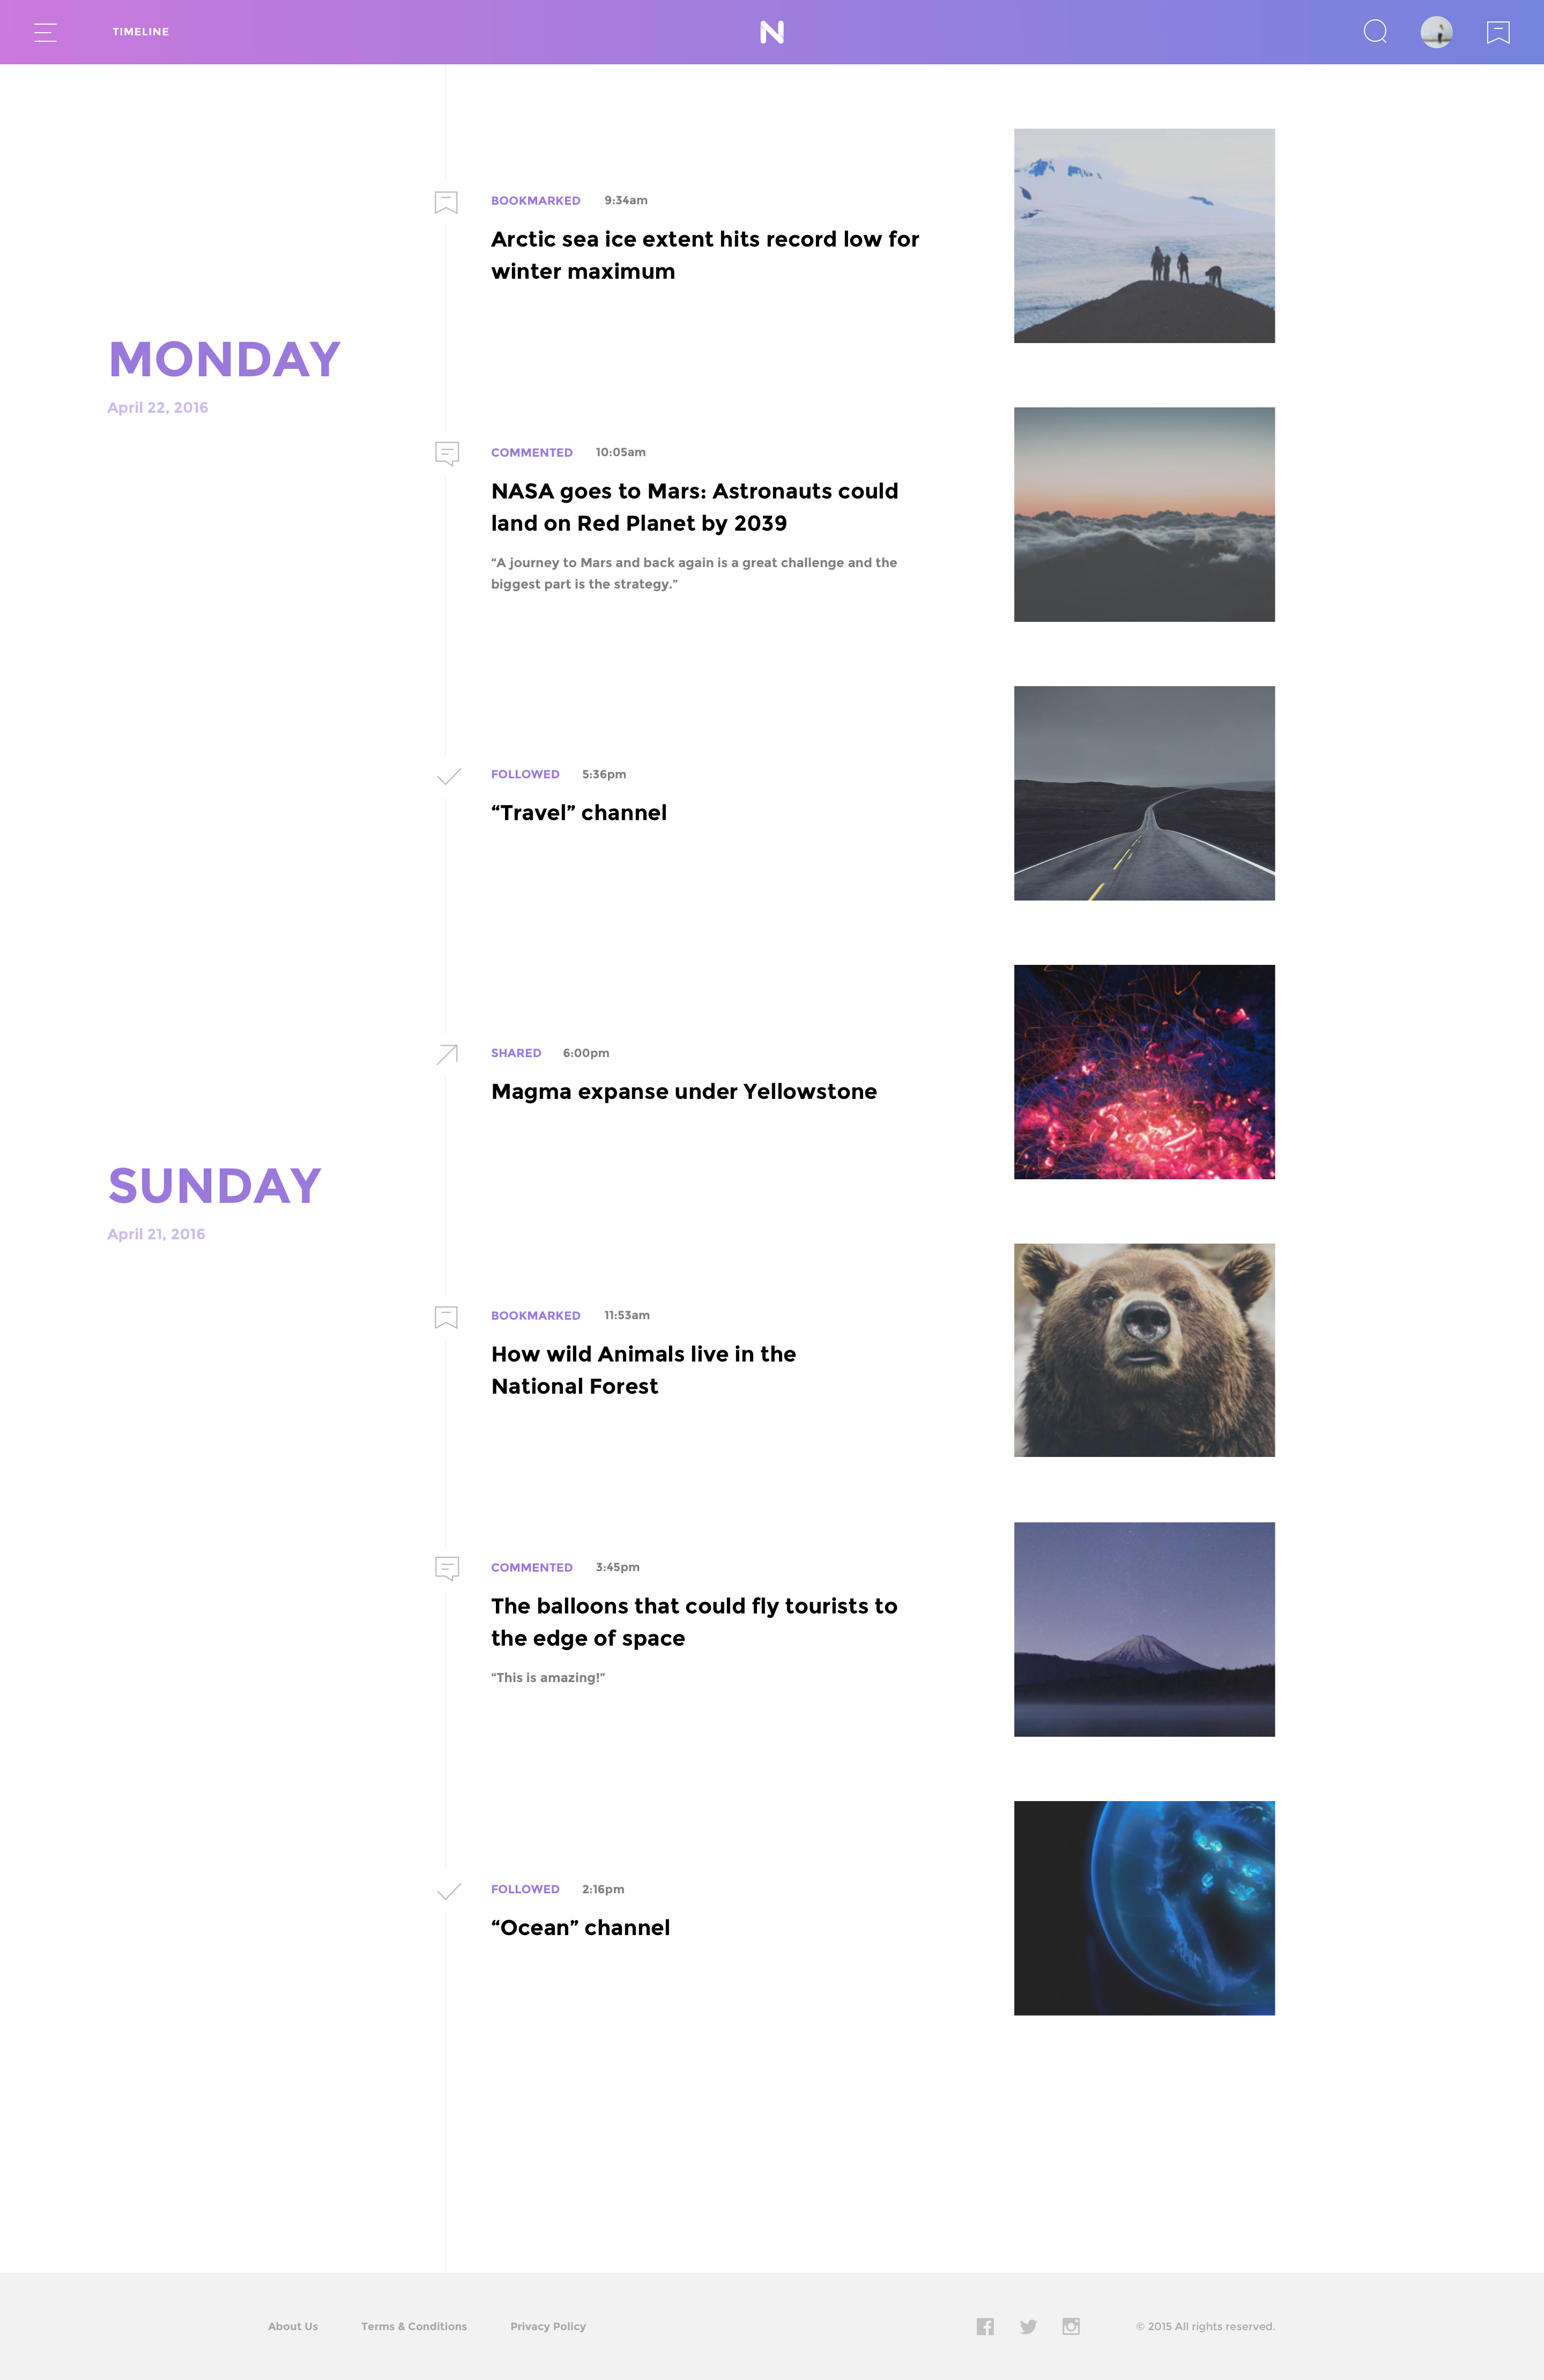 TIMELINE
N
BOOKMARKED 9:34am
Arctic sea ice extent hits record low for
winter maximum
MONDAY
April 22, 2016
COMMENTED 10:05am
NASA goes to Mars: Astronauts could
land on Red Planet by 2039
“A journey to Mars and back again is a great challenge and the
biggest part is the strategy.”
FOLLOWED 5:36pm
“Travel” channel
SHARED 6:00pm
Magma expanse under Yellowstone
SUNDAY
April 21, 2016
BOOKMARKED 11:53am
How wild Animals live in the
National Forest
COMMENTED 3:45pm
The balloons that could fly tourists to
the edge of space
“This is amazing!”
FOLLOWED 2:16pm
“Ocean” channel
About Us Terms & Conditions Privacy Policy © 2015 All rights reserved.